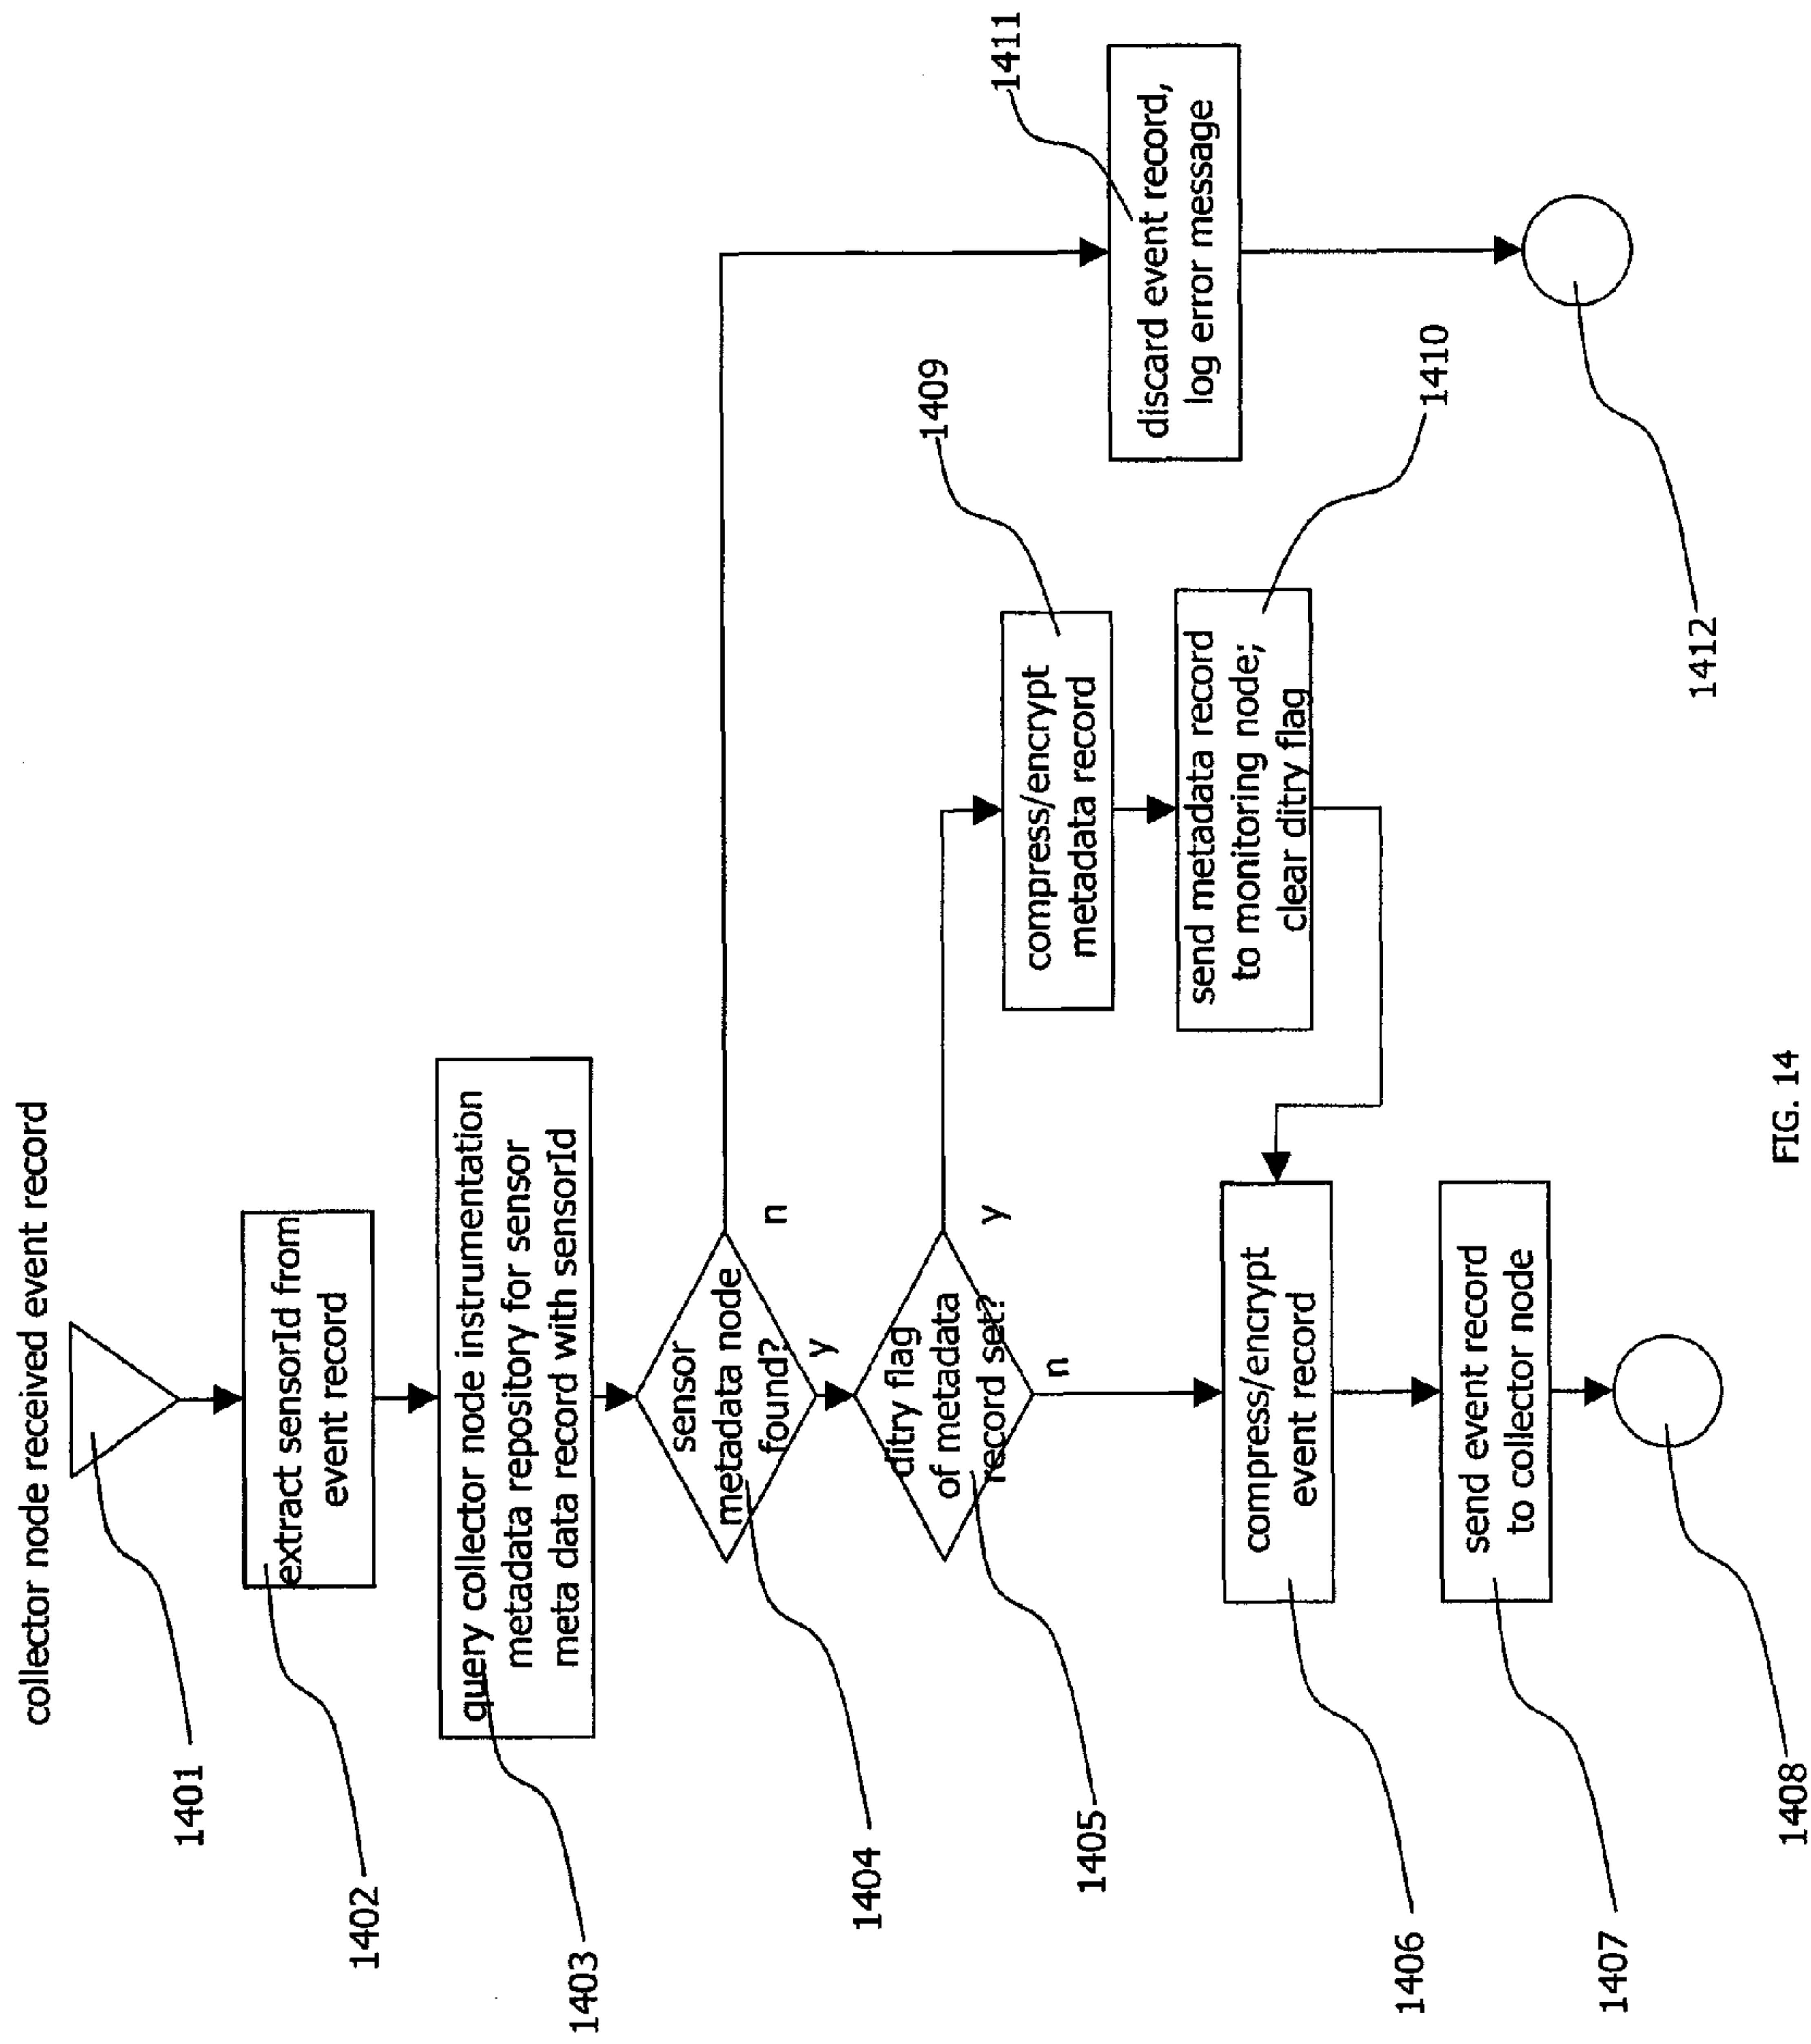 collector node received event record
1401
extract sensorId from
event record
1402
query collector node instrumentation
metadata repository for sensor
meta data record with sensorId
1403
sensor
metadata node
found?
n
y
1404
ditry flag
of metadata
record set?
y
n
1405
compress/encrypt
event record
1406
send event record
to collector node
1407
1408
compress/encrypt
metadata record
1409
send metadata record
to monitoring node;
clear ditry flag
1410
discard event record,
log error message
1411
1412
FIG. 14